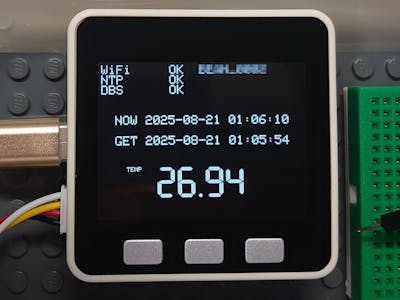 WiFi OK
NTP OK
DBS OK
NOW 2025-08-21 01:06:10
GET 2025-08-21 01:05:54
TEMP 26.94